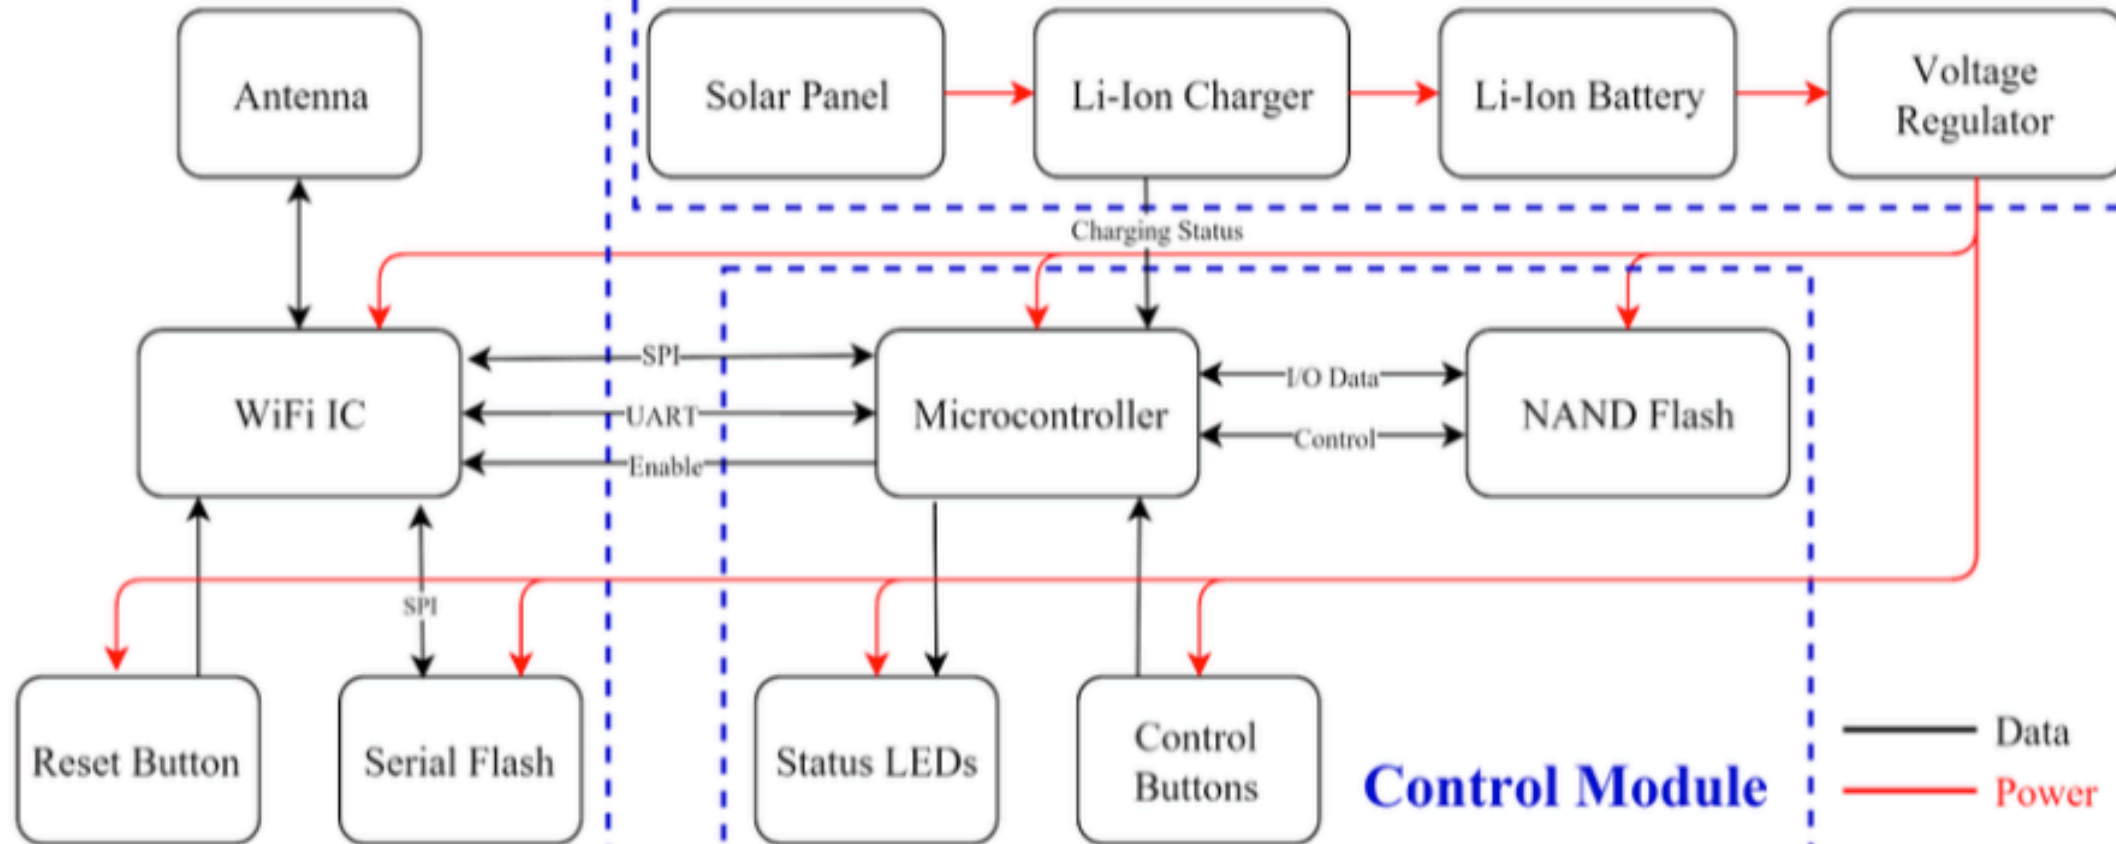 Antenna
Solar Panel
Li-Ion Charger
Li-Ion Battery
Voltage
Regulator
Charging Status
WiFi IC
SPI
UART
Enable
Microcontroller
I/O Data
Control
NAND Flash
SPI
Reset Button
Serial Flash
Status LEDs
Control
Buttons
Control Module
Data
Power